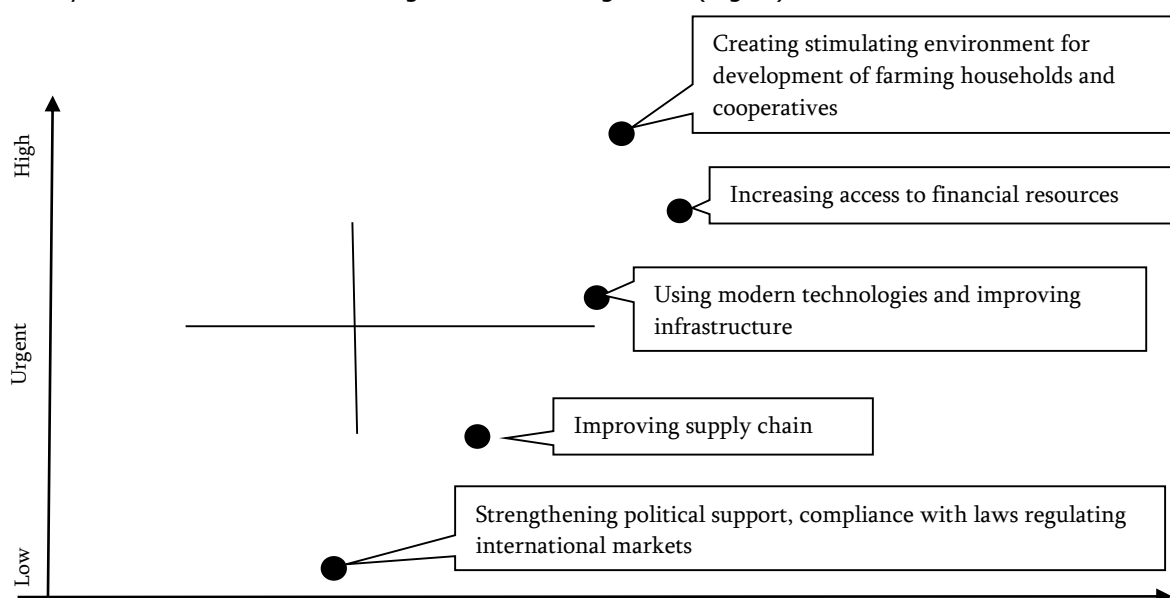 Creating stimulating environment for
development of farming households and
cooperatives
High
Increasing access to financial resources
Using modern technologies and improving
infrastructure
Urgent
Improving supply chain
Strengthening political support, compliance with laws regulating
international markets
Low